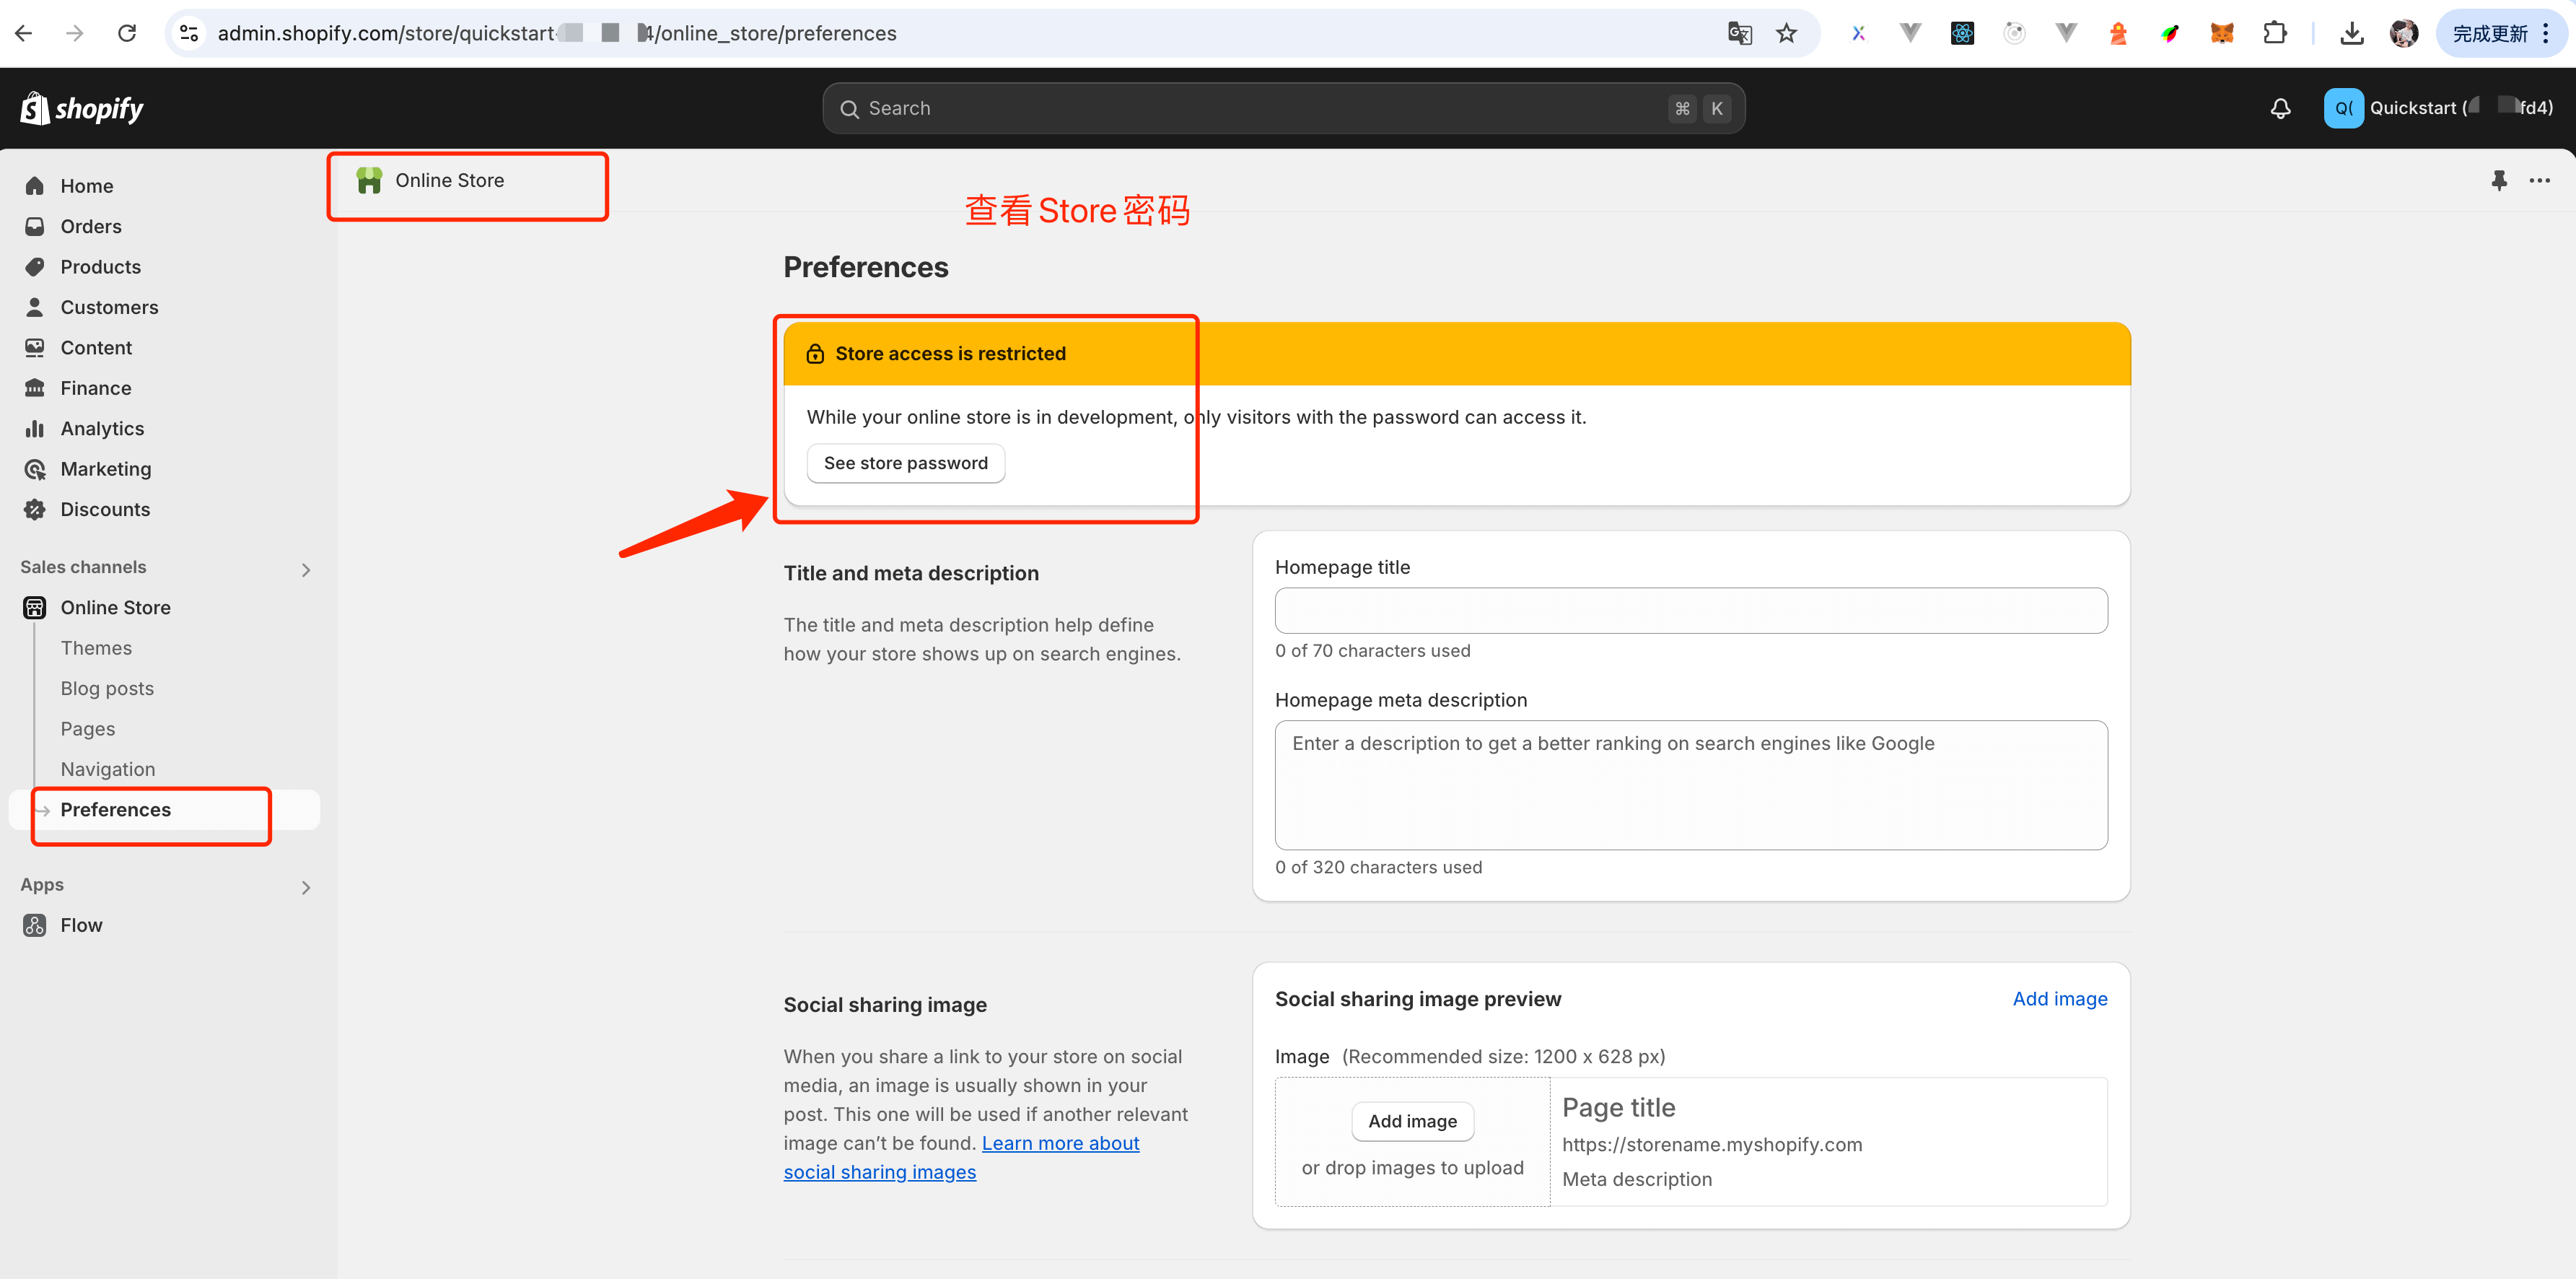 admin.shopify.com/store/quickstart-4/online_store/preferences
完成更新
shopify
Search
⌘ K
Q(
Quickstart (fd4)
Home
Orders
Products
Customers
Content
Finance
Analytics
Marketing
Discounts
Sales channels
Online Store
Themes
Blog posts
Pages
Navigation
Preferences
Apps
Flow
Online Store
查看Store密码
Preferences
Store access is restricted
While your online store is in development, only visitors with the password can access it.
See store password
Title and meta description
The title and meta description help define
how your store shows up on search engines.
Homepage title
0 of 70 characters used
Homepage meta description
Enter a description to get a better ranking on search engines like Google
0 of 320 characters used
Social sharing image
When you share a link to your store on social
media, an image is usually shown in your
post. This one will be used if another relevant
image can’t be found. Learn more about
social sharing images
Social sharing image preview
Add image
Image (Recommended size: 1200 x 628 px)
Add image
or drop images to upload
Page title
https://storename.myshopify.com
Meta description